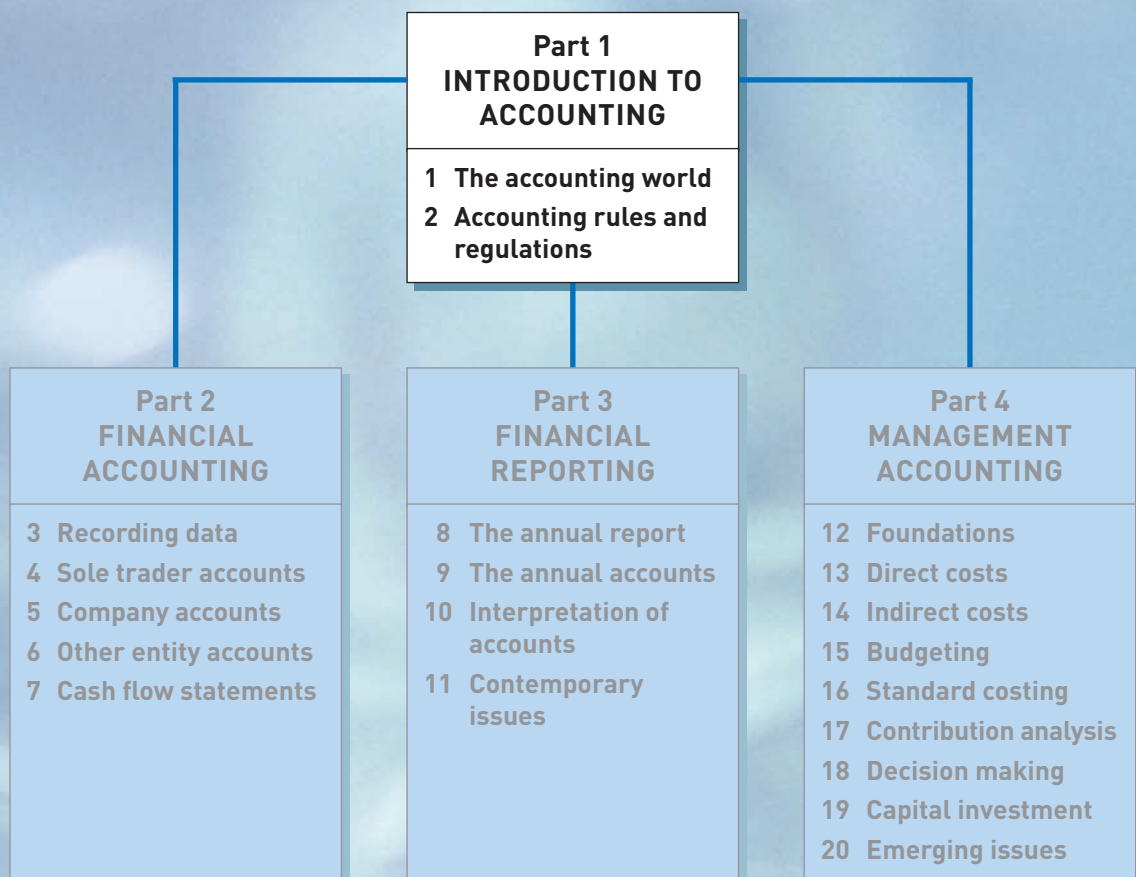 Part 1
INTRODUCTION TO
ACCOUNTING
1 The accounting world
2 Accounting rules and
regulations
Part 2
FINANCIAL
ACCOUNTING
3 Recording data
4 Sole trader accounts
5 Company accounts
6 Other entity accounts
7 Cash flow statements
Part 3
FINANCIAL
REPORTING
8 The annual report
9 The annual accounts
10 Interpretation of
accounts
11 Contemporary
issues
Part 4
MANAGEMENT
ACCOUNTING
12 Foundations
13 Direct costs
14 Indirect costs
15 Budgeting
16 Standard costing
17 Contribution analysis
18 Decision making
19 Capital investment
20 Emerging issues